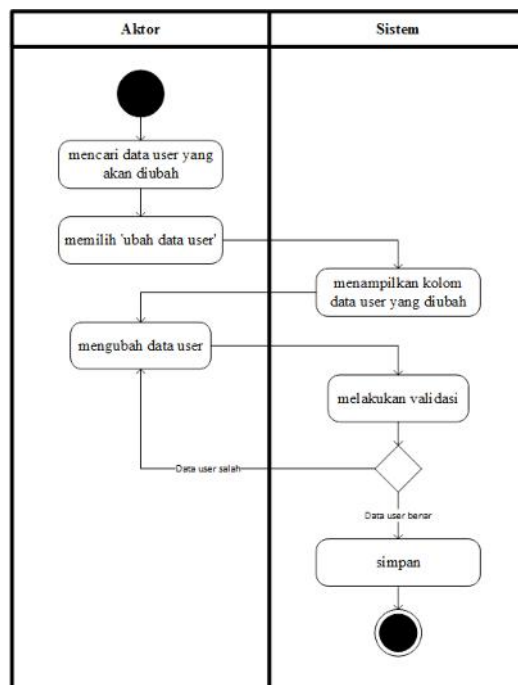 Aktor
Sistem
mencari data user yang
akan diubah
memilih 'ubah data user'
menampilkan kolom
data user yang diubah
mengubah data user
melakukan validasi
Data user salah
Data user benar
simpan